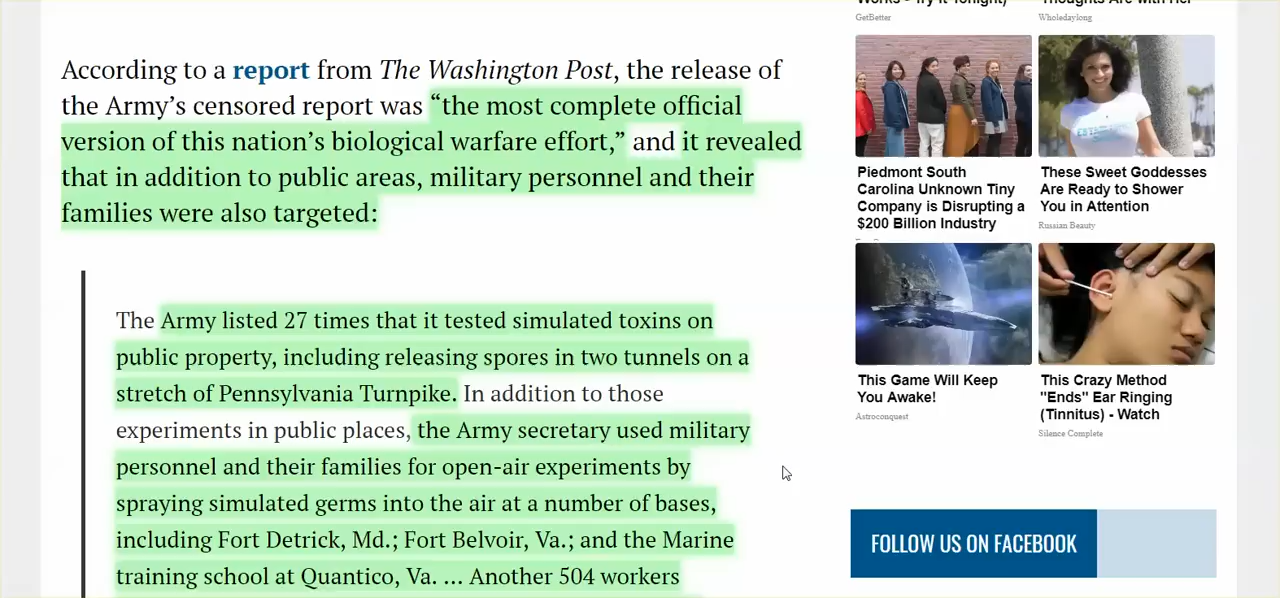 According to a report from The Washington Post, the release of
the Army’s censored report was “the most complete official
version of this nation’s biological warfare effort,” and it revealed
that in addition to public areas, military personnel and their
families were also targeted:
The Army listed 27 times that it tested simulated toxins on
public property, including releasing spores in two tunnels on a
stretch of Pennsylvania Turnpike. In addition to those
experiments in public places, the Army secretary used military
personnel and their families for open-air experiments by
spraying simulated germs into the air at a number of bases,
including Fort Detrick, Md.; Fort Belvoir, Va.; and the Marine
training school at Quantico, Va. ... Another 504 workers
GetBetter
Wholedaylong
Piedmont South
Carolina Unknown Tiny
Company is Disrupting a
$200 Billion Industry
These Sweet Goddesses
Are Ready to Shower
You in Attention
Russian Beauty
This Game Will Keep
You Awake!
Astroconquest
This Crazy Method
"Ends" Ear Ringing
(Tinnitus) - Watch
Silence Complete
FOLLOW US ON FACEBOOK